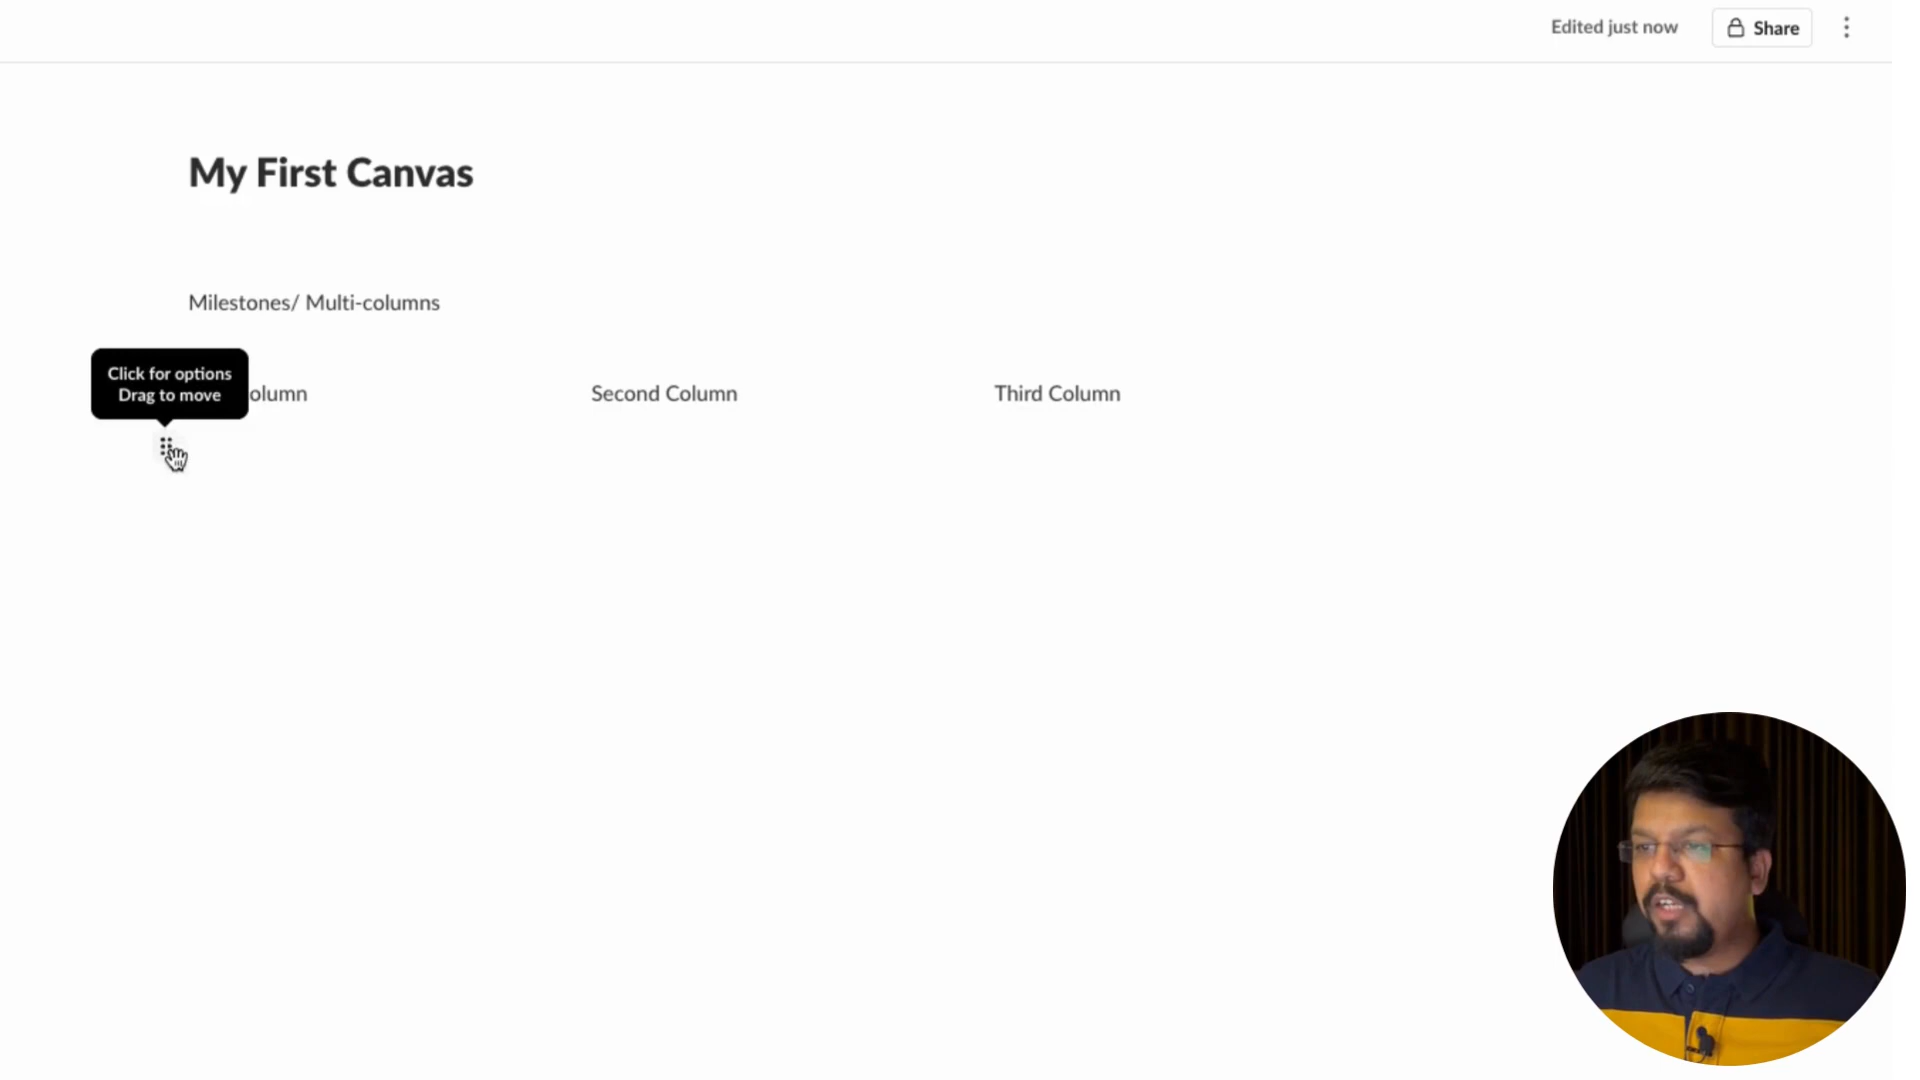 Edited just now
Share
My First Canvas
Milestones/ Multi-columns
Click for options
Drag to move
olumn
Second Column
Third Column